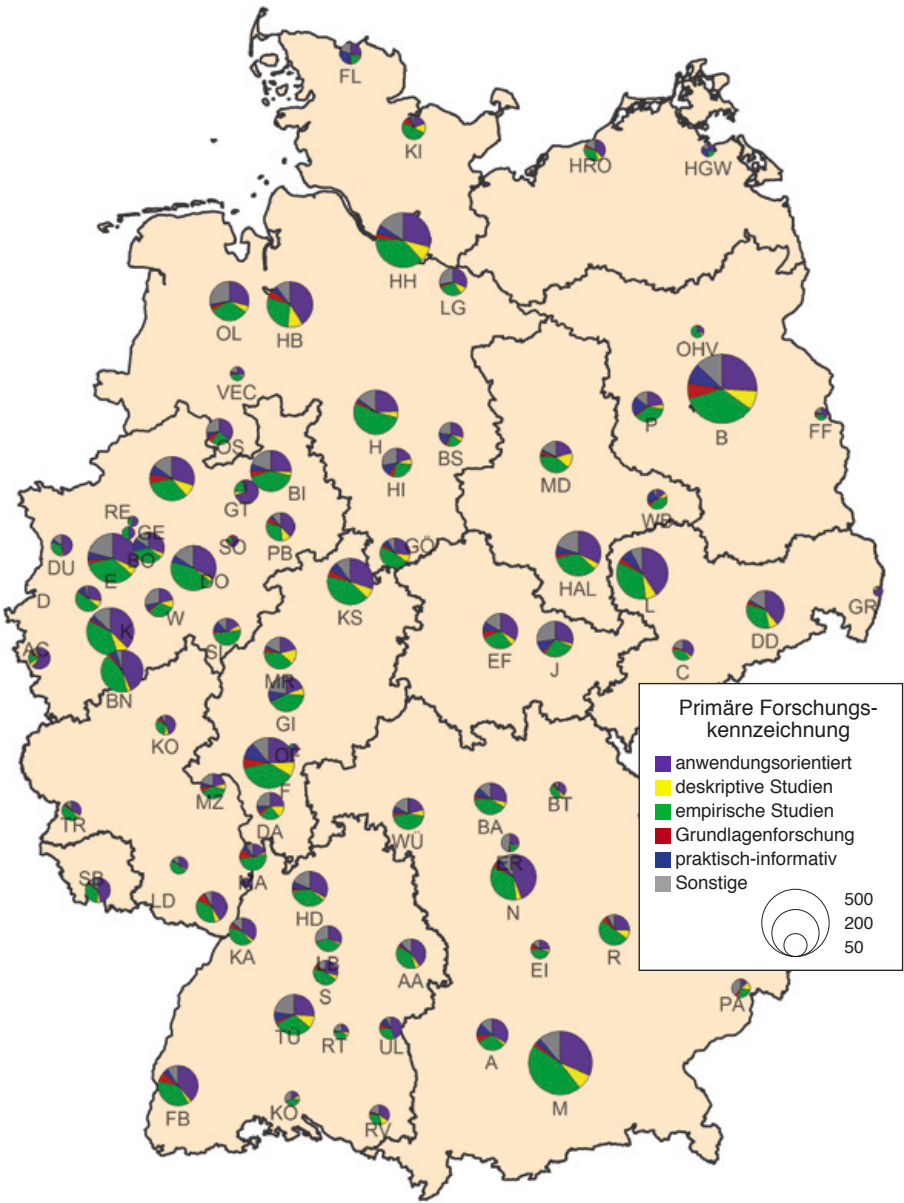 FL
KI
HRO
HGW
HH
LG
OL
HB
OHV
VEC
B
P
FF
H
BS
OS
HI
MD
BI
GT
WB
RE
GE
SO
PB
GÖ
DU
BO
E
DO
HAL
L
KS
GR
D
W
K
SI
EF
J
DD
AC
MR
C
BN
GI
KO
OF
F
MZ
BT
TR
DA
WÜ
BA
ER
SB
LD
MA
N
HD
KA
LB
R
EI
AA
S
PA
TÜ
RT
UL
A
M
FB
KO
RV
Primäre Forschungs-
kennzeichnung
anwendungsorientiert
deskriptive Studien
empirische Studien
Grundlagenforschung
praktisch-informativ
Sonstige
500
200
50